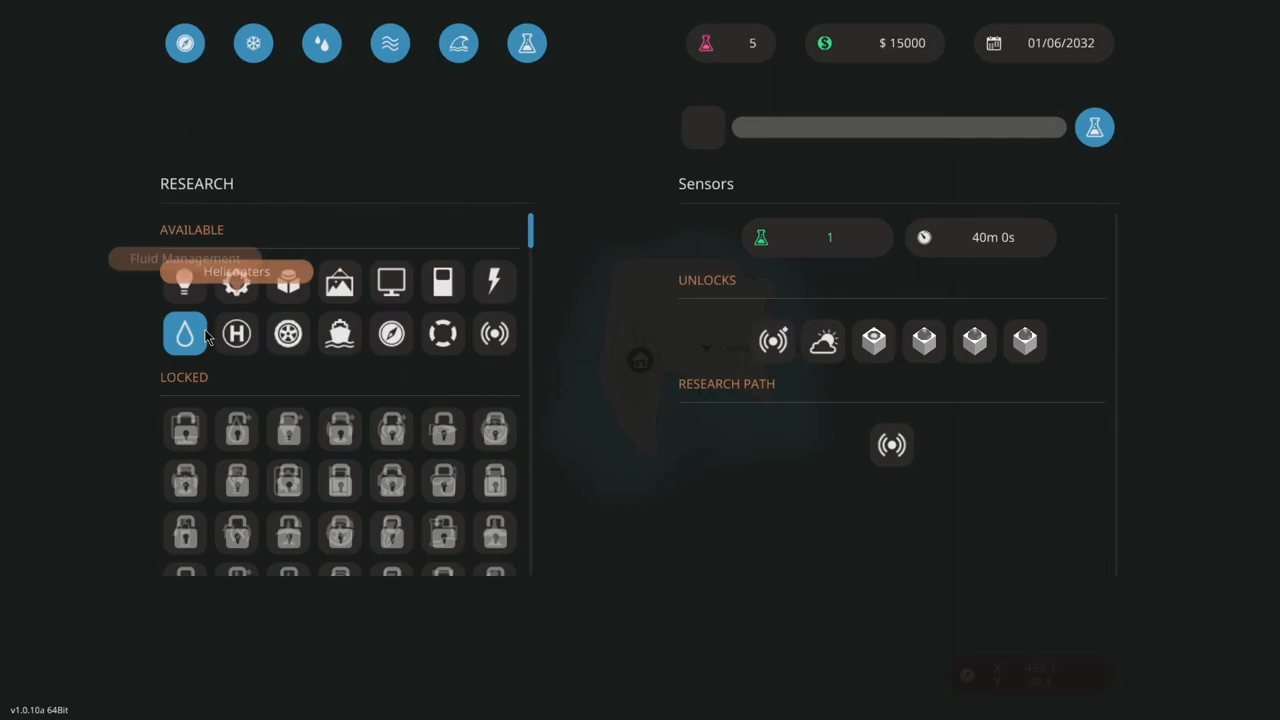 5
$ 15000
01/06/2032
RESEARCH
Sensors
AVAILABLE
1
40m 0s
Fluid Management
Helicopters
UNLOCKS
H
LOCKED
RESEARCH PATH
X
Y
v1.0.10a 64Bit